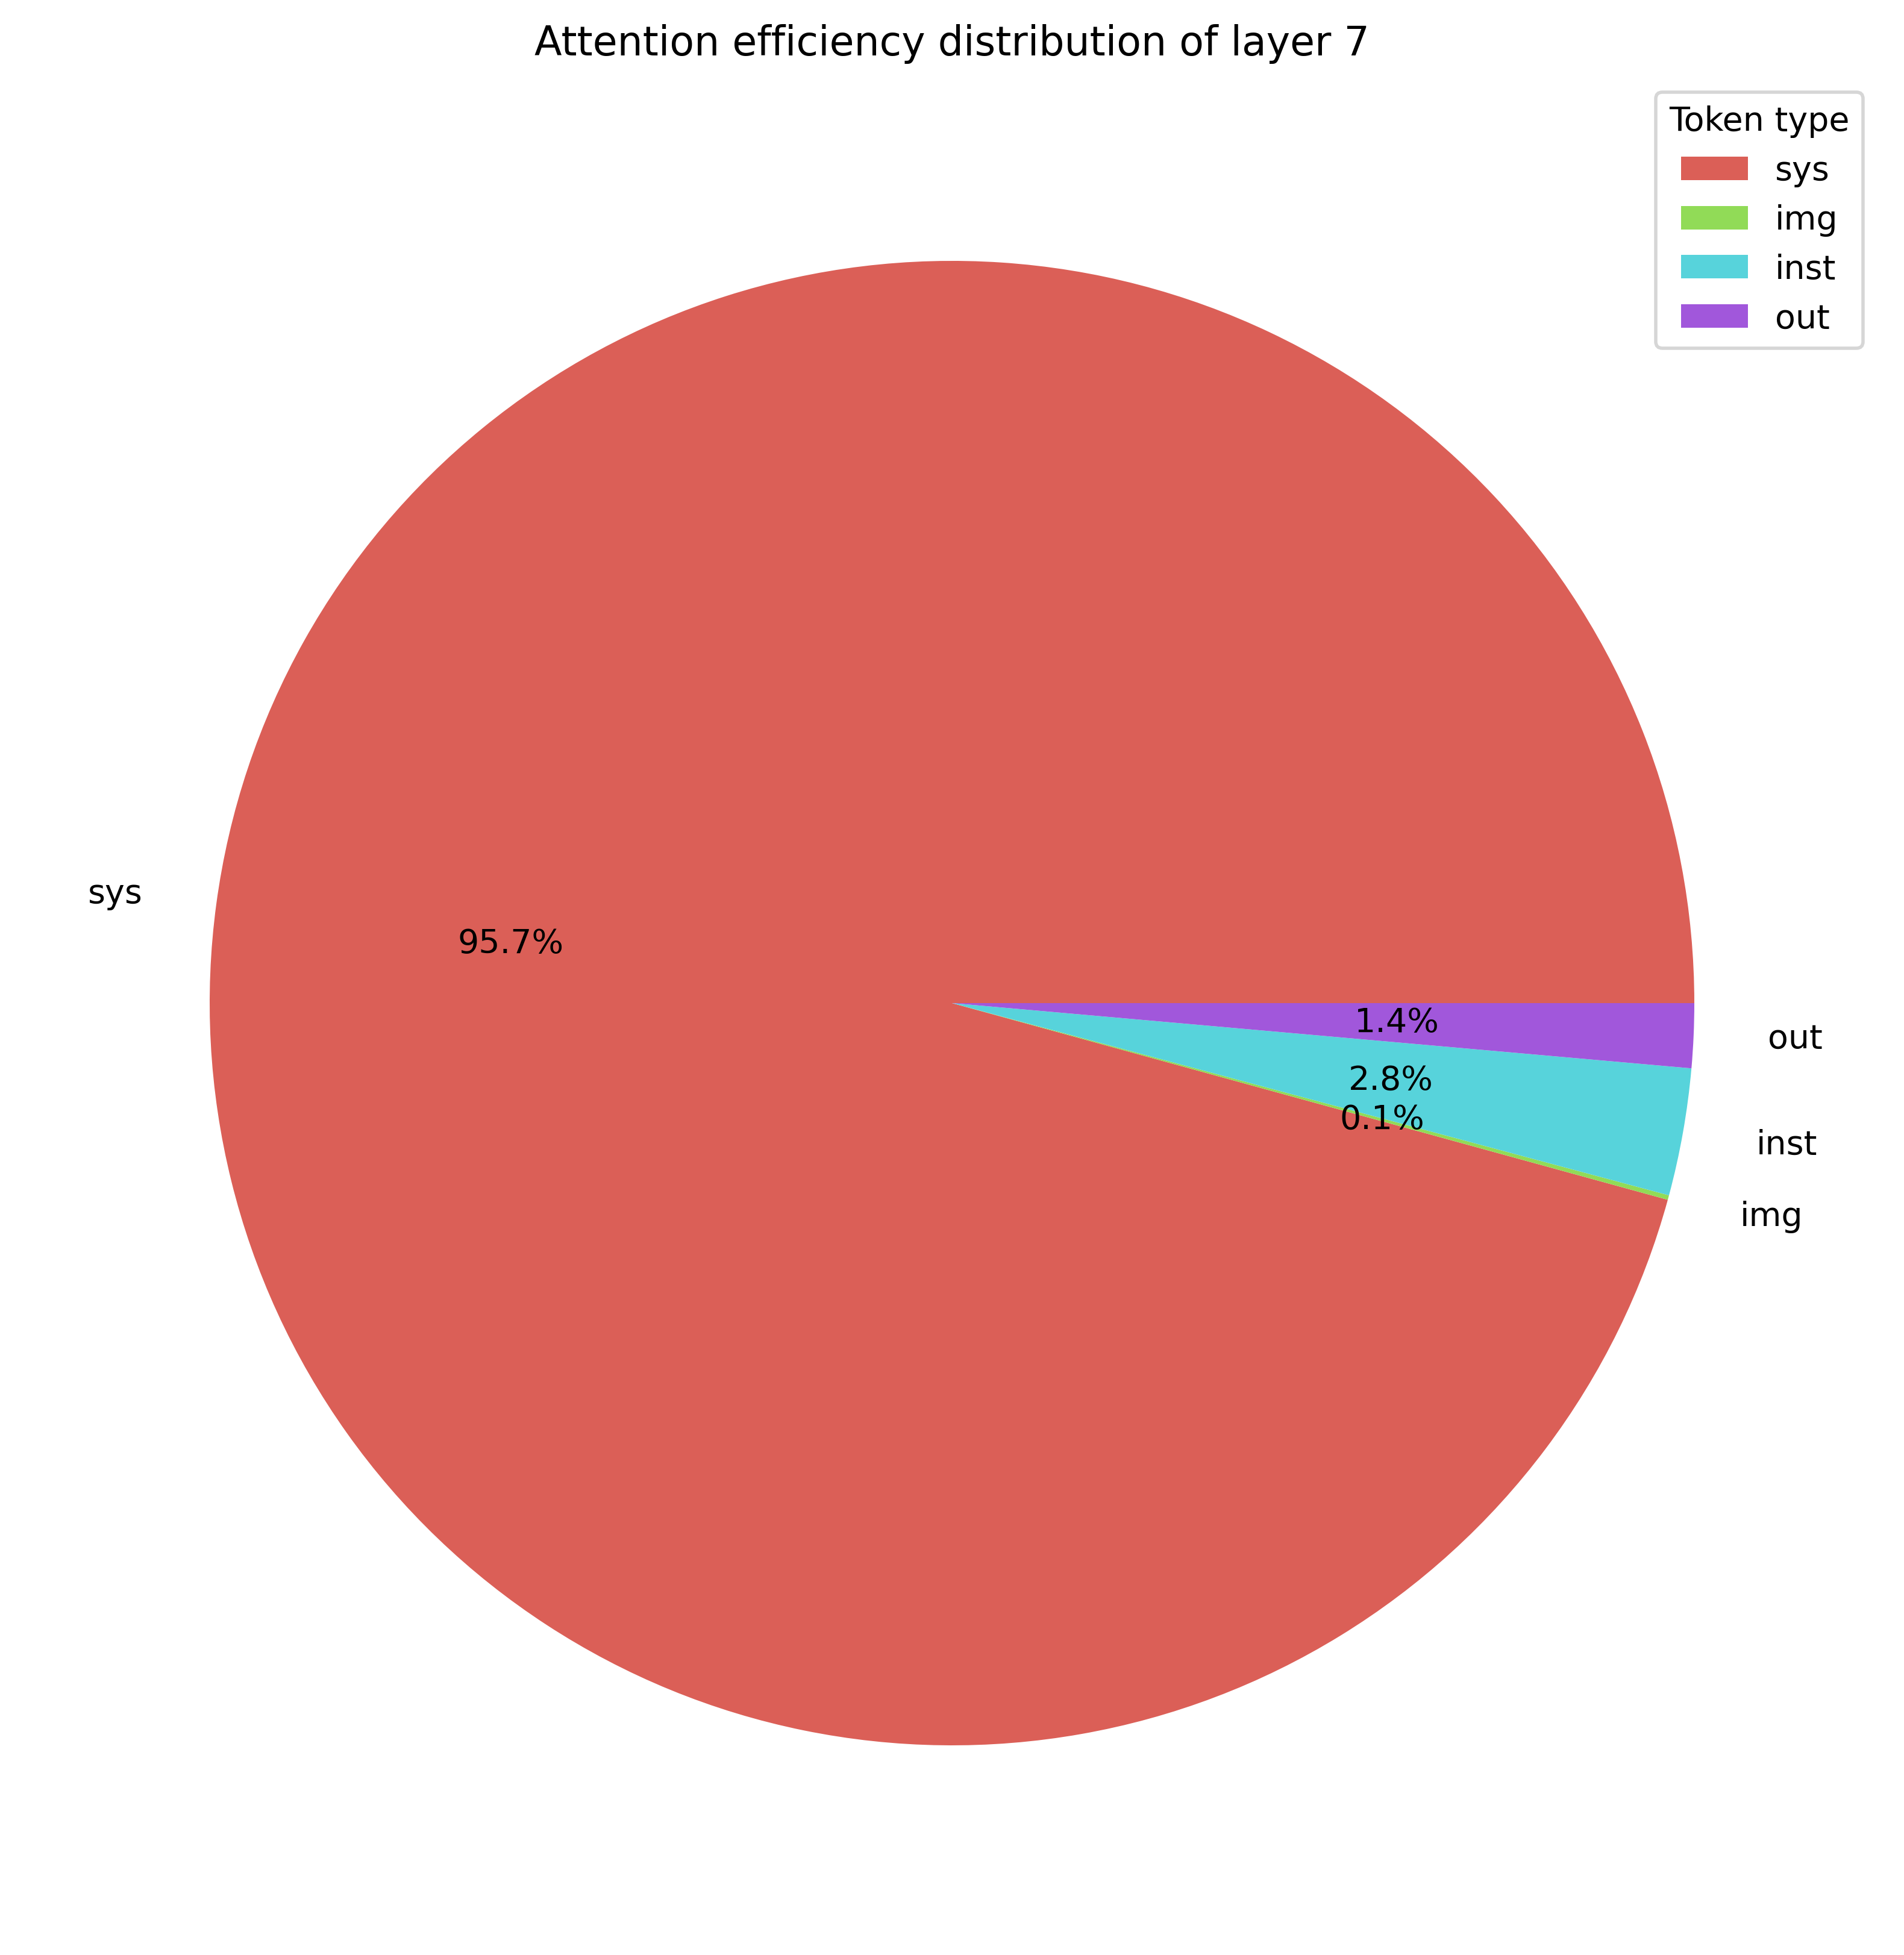 Attention efficiency distribution of layer 7
Token type
sys
img
inst
out
sys
95.7%
1.4%
out
2.8%
0.1%
inst
img